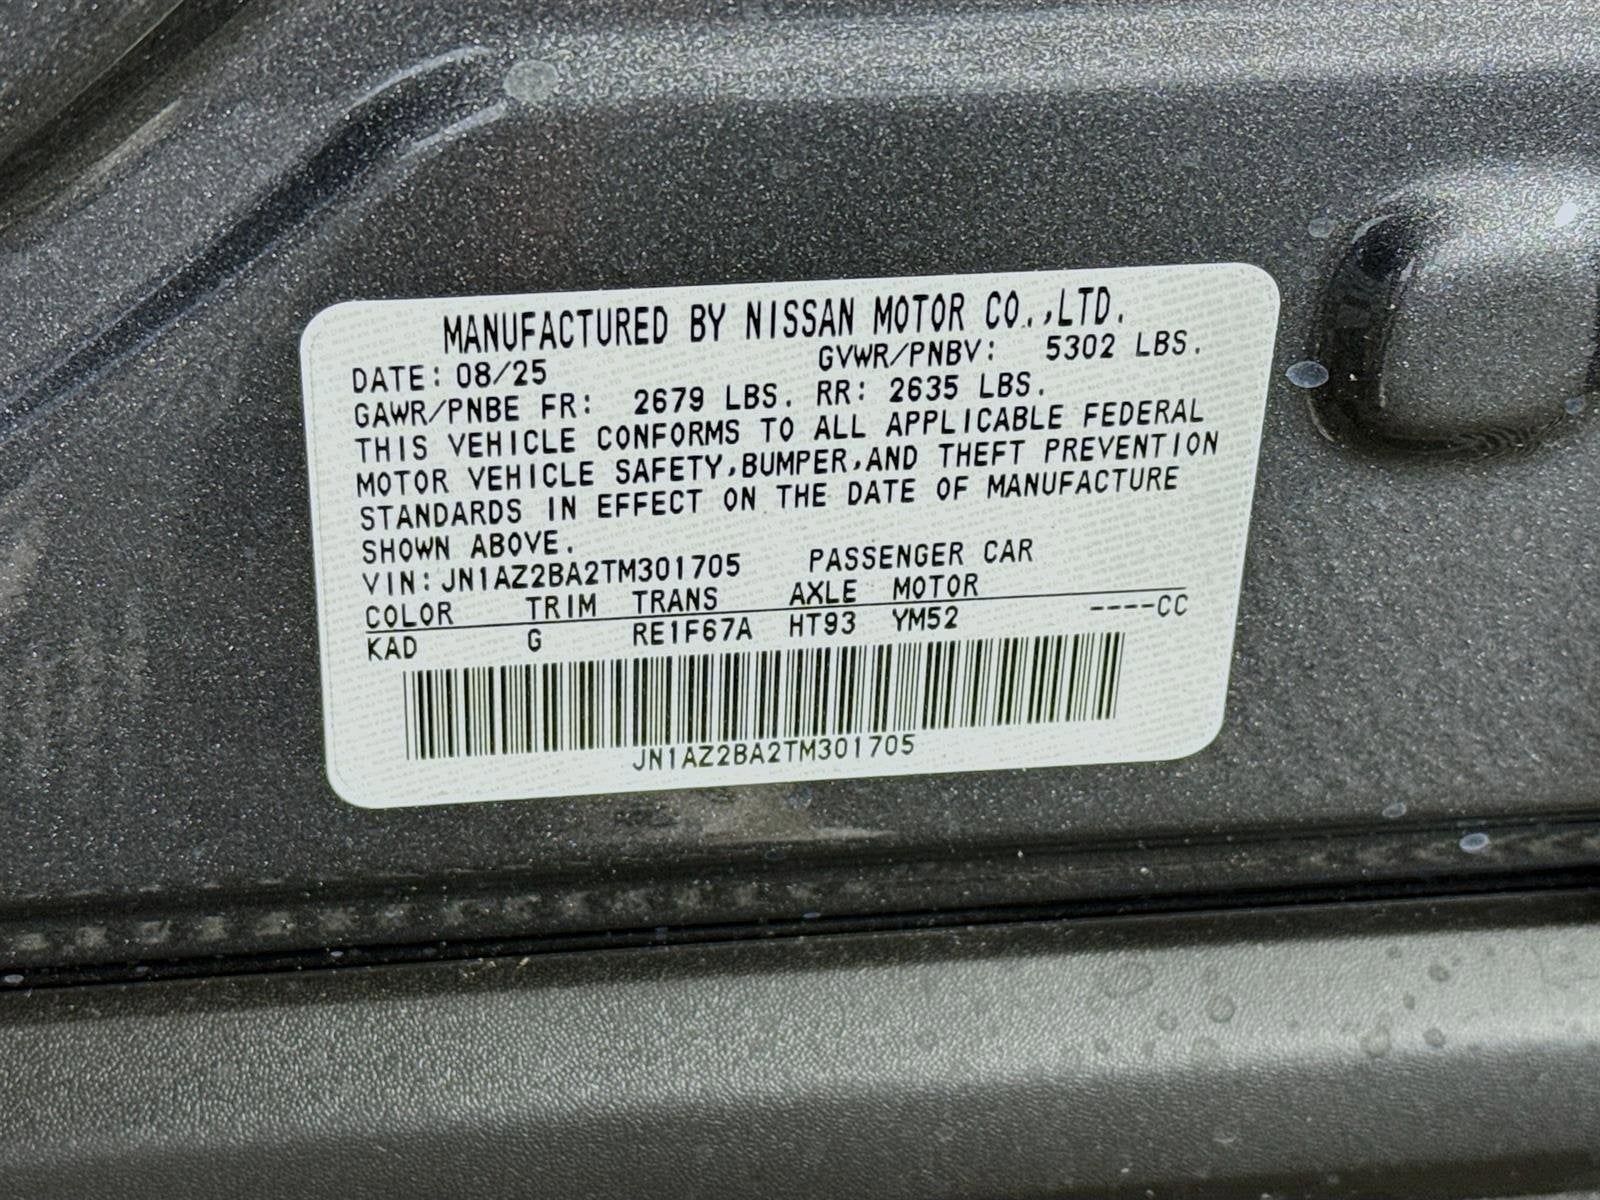 MANUFACTURED BY NISSAN MOTOR CO.,LTD.
DATE: 08/25 GVWR/PNBV: 5302 LBS.
GAWR/PNBE FR: 2679 LBS. RR: 2635 LBS.
THIS VEHICLE CONFORMS TO ALL APPLICABLE FEDERAL
MOTOR VEHICLE SAFETY,BUMPER,AND THEFT PREVENTION
STANDARDS IN EFFECT ON THE DATE OF MANUFACTURE
SHOWN ABOVE.
VIN:JN1AZ2BA2TM301705 PASSENGER CAR
COLOR TRIM TRANS AXLE MOTOR
KAD G RE1F67A HT93 YM52 ----CC
JN1AZ2BA2TM301705